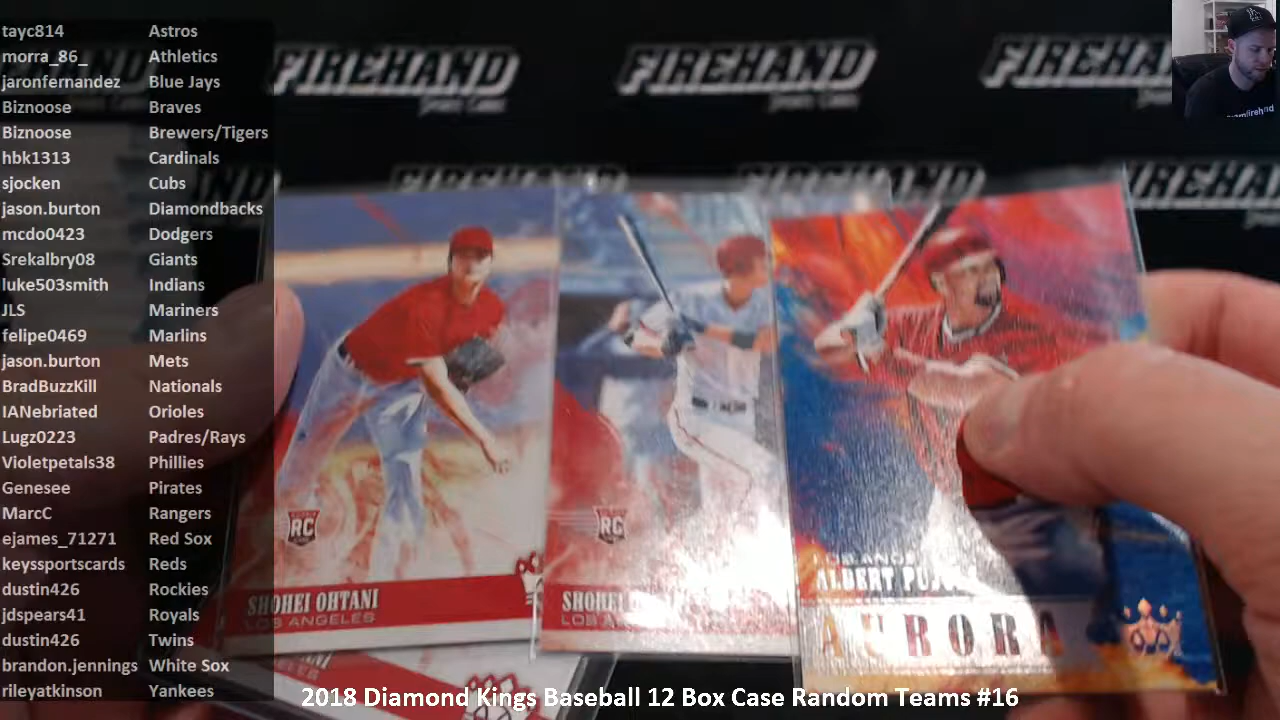 tayc814 Astros
morra_86_ Athletics
jaronfernandez Blue Jays
Biznoose Braves
Biznoose Brewers/Tigers
hbk1313 Cardinals
sjocken Cubs
jason.burton Diamondbacks
mcdo0423 Dodgers
Srekalbry08 Giants
luke503smith Indians
JLS Mariners
felipe0469 Marlins
jason.burton Mets
BradBuzzKill Nationals
IANebriated Orioles
Lugz0223 Padres/Rays
Violetpetals38 Phillies
Genesee Pirates
MarcC Rangers
ejames_71271 Red Sox
keyssportscards Reds
dustin426 Rockies
jdspears41 Royals
dustin426 Twins
brandon.jennings White Sox
rileyatkinson Yankees
FIREHAND FIREHAND FIREHAND
FIREHAND FIREHAND
RC RC
SHOHEI OHTANI
LOS ANGELES
ALBERT
AURORA
2018 Diamond Kings Baseball 12 Box Case Random Teams #16